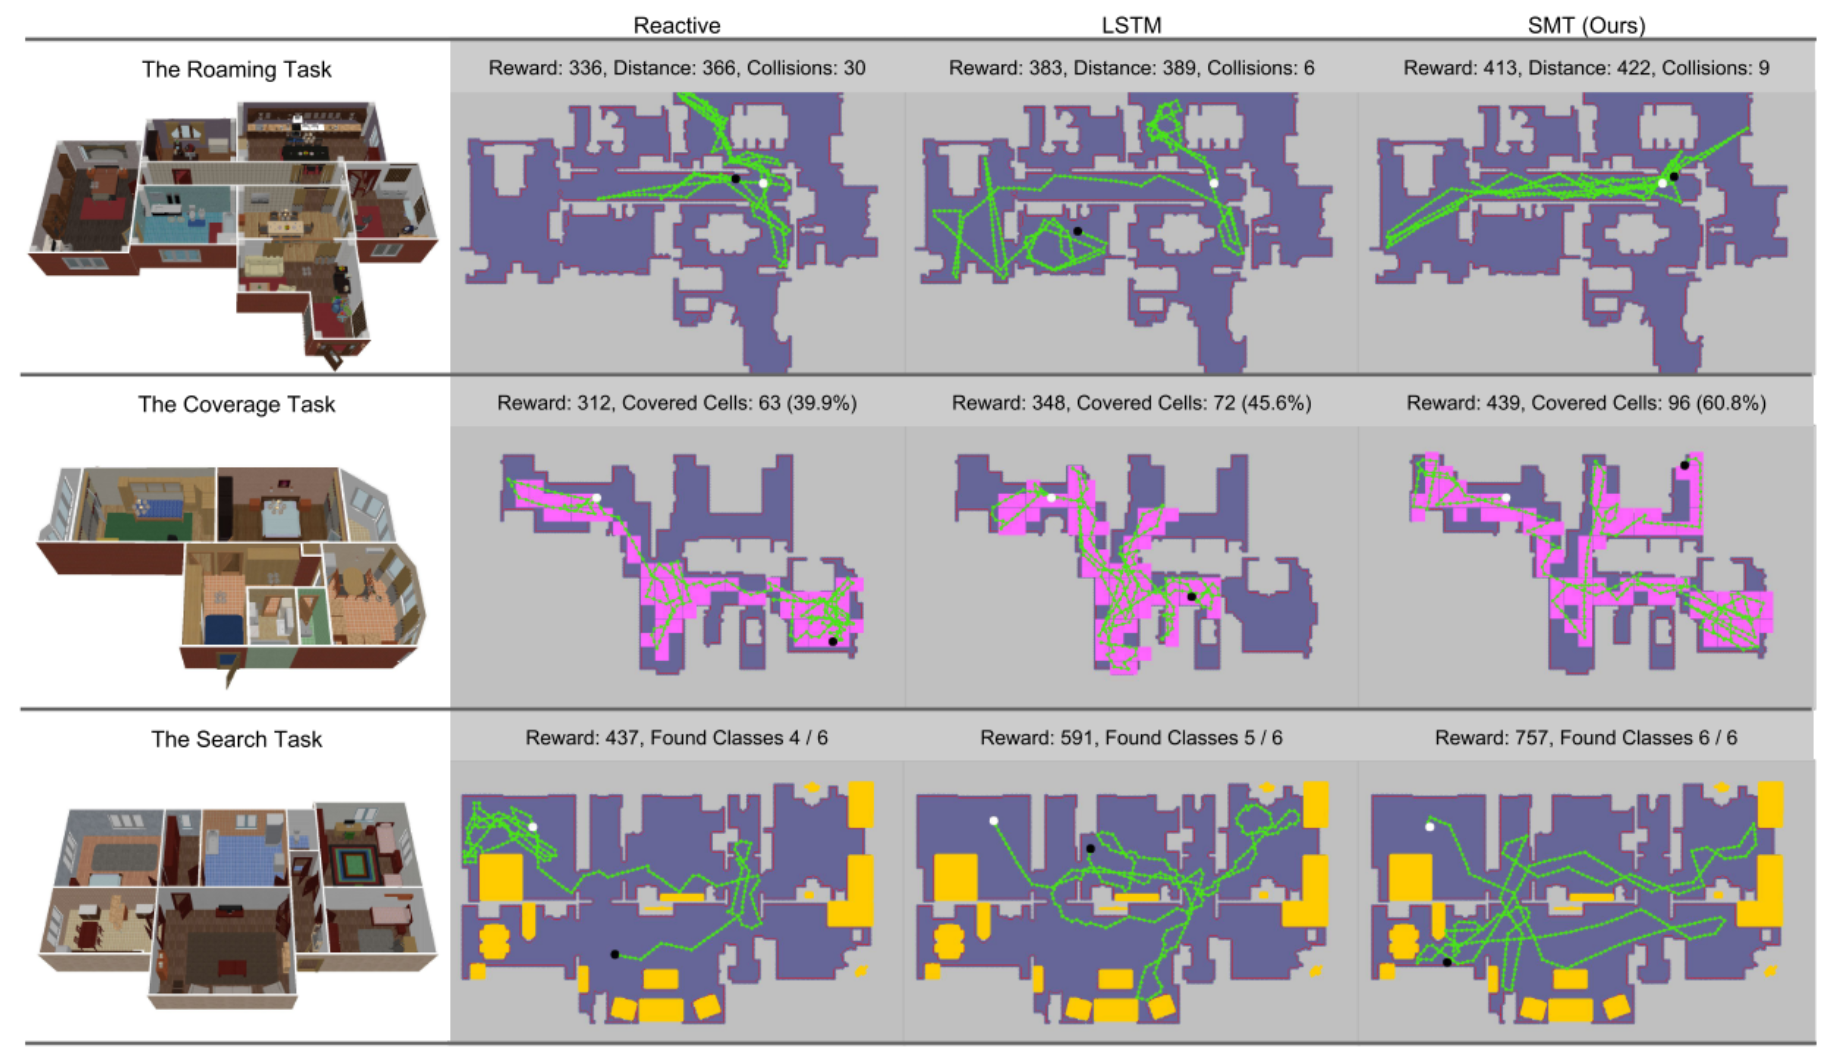 Reactive LSTM SMT (Ours)
The Roaming Task Reward: 336, Distance: 366, Collisions: 30 Reward: 383, Distance: 389, Collisions: 6 Reward: 413, Distance: 422, Collisions: 9
The Coverage Task Reward: 312, Covered Cells: 63 (39.9%) Reward: 348, Covered Cells: 72 (45.6%) Reward: 439, Covered Cells: 96 (60.8%)
The Search Task Reward: 437, Found Classes 4 / 6 Reward: 591, Found Classes 5 / 6 Reward: 757, Found Classes 6 / 6